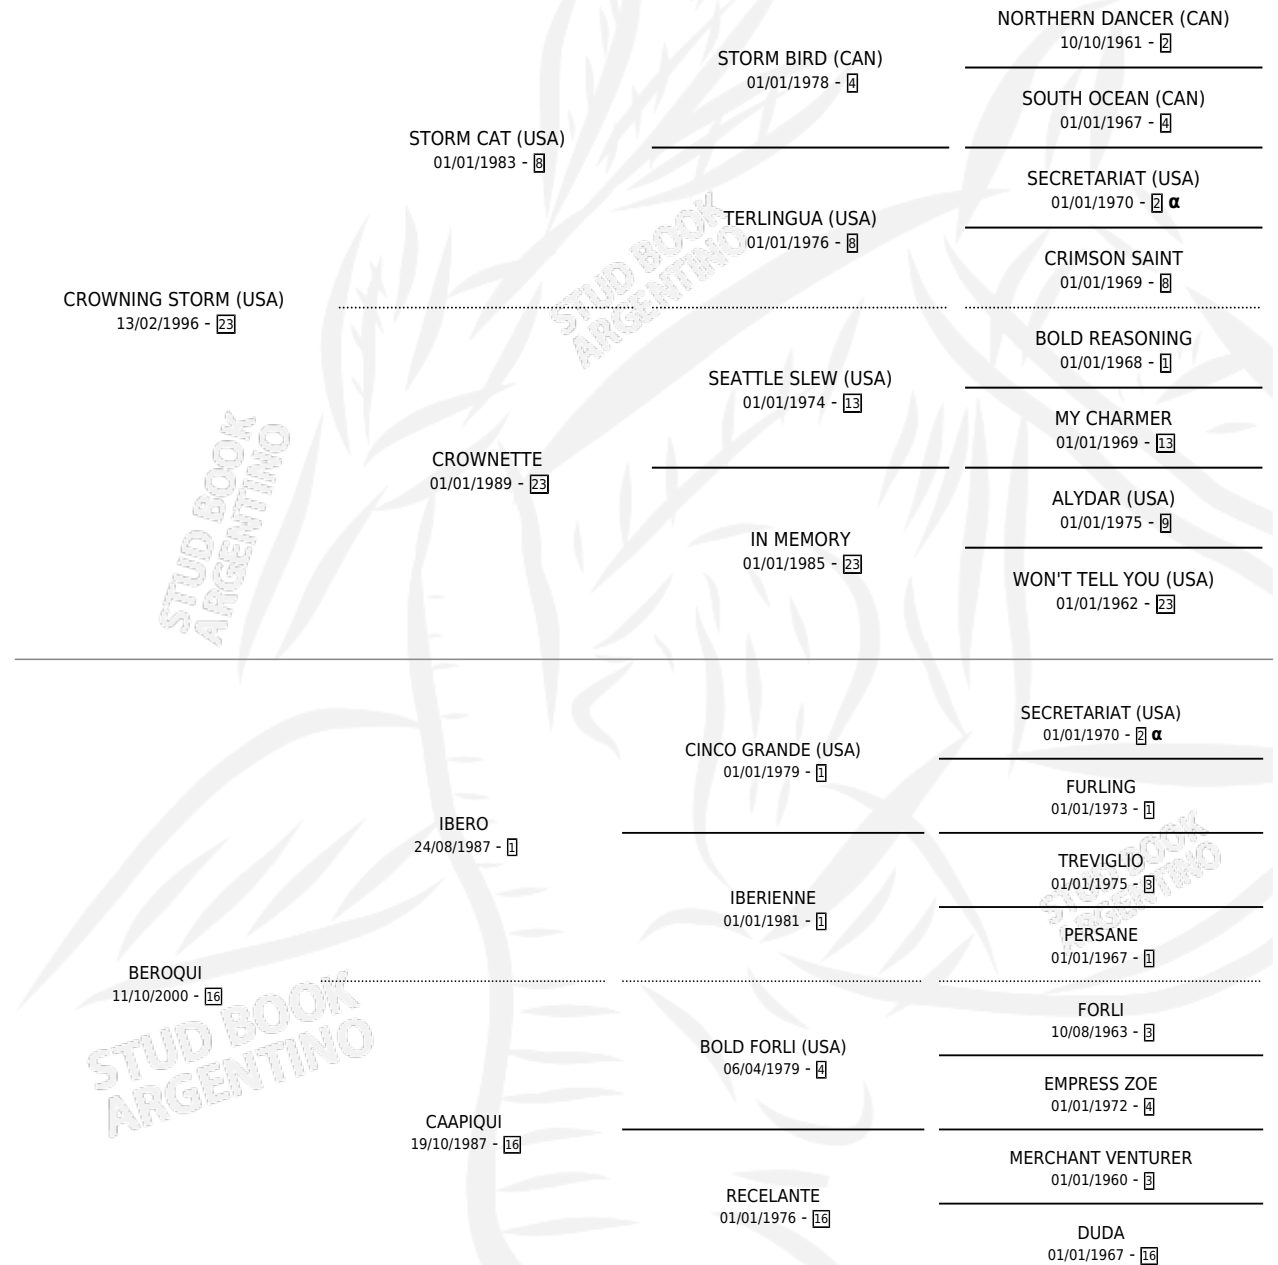 NORTHERN DANCER (CAN)
10/10/1961 - 2
STORM BIRD (CAN)
01/01/1978 - 4
SOUTH OCEAN (CAN)
01/01/1967 - 4
STORM CAT (USA)
01/01/1983 - 8
SECRETARIAT (USA)
01/01/1970 - 2 α
TERLINGUA (USA)
01/01/1976 - 8
CRIMSON SAINT
01/01/1969 - 8
CROWNING STORM (USA)
13/02/1996 - 23
BOLD REASONING
01/01/1968 - 1
SEATTLE SLEW (USA)
01/01/1974 - 13
MY CHARMER
01/01/1969 - 13
CROWNETTE
01/01/1989 - 23
ALYDAR (USA)
01/01/1975 - 9
IN MEMORY
01/01/1985 - 23
WON'T TELL YOU (USA)
01/01/1962 - 23
SECRETARIAT (USA)
01/01/1970 - 2 α
CINCO GRANDE (USA)
01/01/1979 - 1
FURLING
01/01/1973 - 1
IBERO
24/08/1987 - 1
TREVIGLIO
01/01/1975 - 3
IBERIENNE
01/01/1981 - 1
PERSANE
01/01/1967 - 1
BEROQUI
11/10/2000 - 16
FORLI
10/08/1963 - 3
BOLD FORLI (USA)
06/04/1979 - 4
EMPRESS ZOE
01/01/1972 - 4
CAAPIQUI
19/10/1987 - 16
MERCHANT VENTURER
01/01/1960 - 3
RECELANTE
01/01/1976 - 16
DUDA
01/01/1967 - 16
STUD BOOK
ARGENTINO
STUD BOOK
ARGENTINO
STUD BOOK
ARGENTINO
STUD BOOK
ARGENTINO